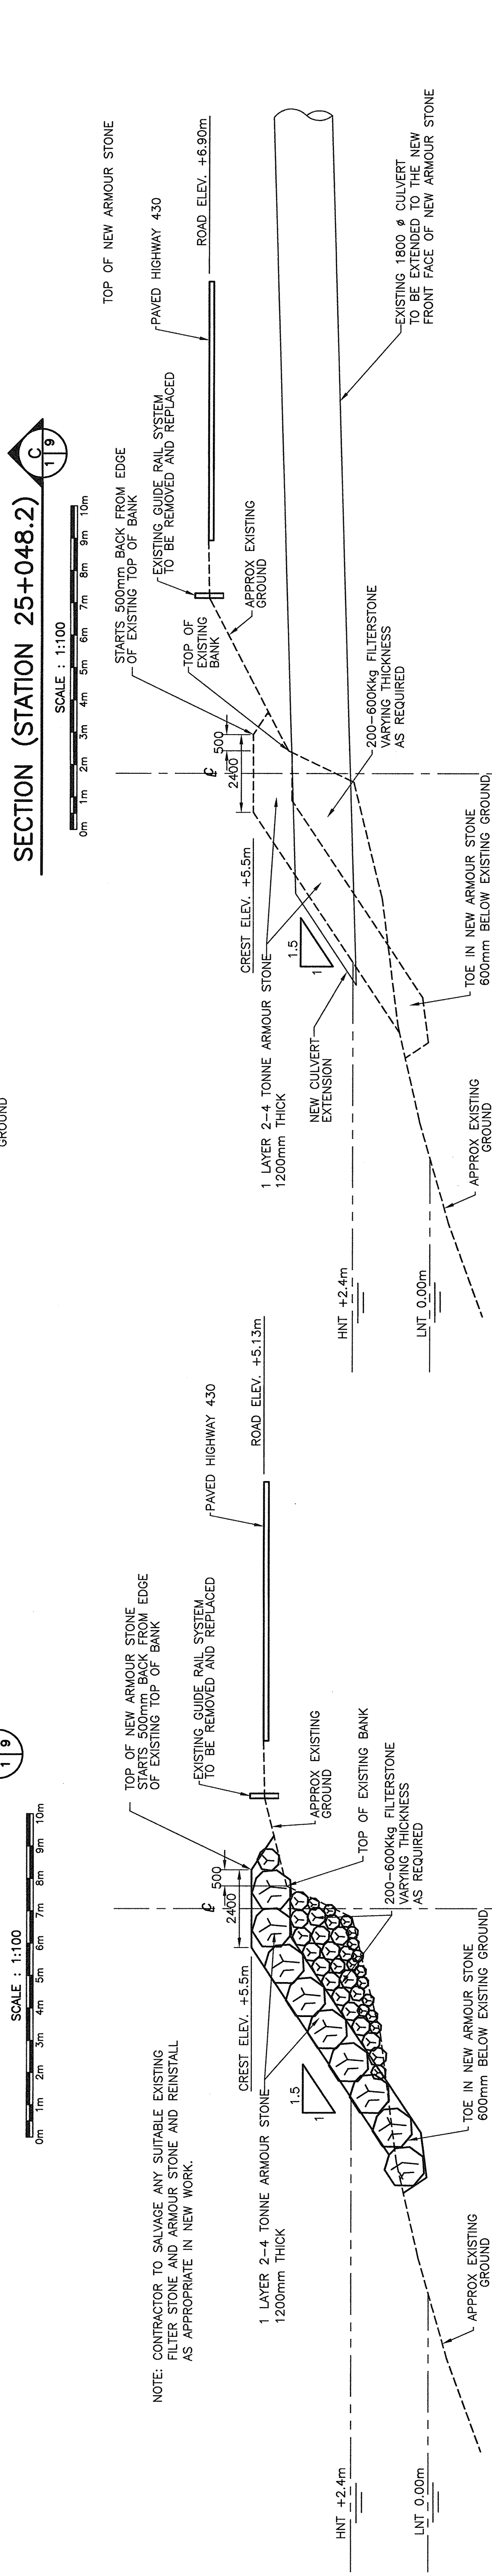 GROUND
SECTION (STATION 25+048.2)
C
1
9
SCALE : 1:100
0m
1m
2m
3m
4m
5m
6m
7m
8m
9m
10m
TOP OF NEW ARMOUR STONE
STARTS 500mm BACK FROM EDGE
OF EXISTING TOP OF BANK
PAVED HIGHWAY 430
EXISTING GUIDE RAIL SYSTEM
TO BE REMOVED AND REPLACED
ROAD ELEV. +6.90m
TOP OF
EXISTING
BANK
APPROX EXISTING
GROUND
500
2400
CREST ELEV. +5.5m
1 LAYER 2-4 TONNE ARMOUR STONE
1200mm THICK
1.5
1
NEW CULVERT
EXTENSION
200-600Kkg FILTERSTONE
VARYING THICKNESS
AS REQUIRED
EXISTING 1800 ø CULVERT
TO BE EXTENDED TO THE NEW
FRONT FACE OF NEW ARMOUR STONE
HNT +2.4m
LNT 0.00m
TOE IN NEW ARMOUR STONE
600mm BELOW EXISTING GROUND
APPROX EXISTING
GROUND
1
9
SCALE : 1:100
0m
1m
2m
3m
4m
5m
6m
7m
8m
9m
10m
NOTE: CONTRACTOR TO SALVAGE ANY SUITABLE EXISTING
FILTER STONE AND ARMOUR STONE AND REINSTALL
AS APPROPRIATE IN NEW WORK.
TOP OF NEW ARMOUR STONE
STARTS 500mm BACK FROM EDGE
OF EXISTING TOP OF BANK
EXISTING GUIDE RAIL SYSTEM
TO BE REMOVED AND REPLACED
PAVED HIGHWAY 430
ROAD ELEV. +5.13m
500
2400
CREST ELEV. +5.5m
1 LAYER 2-4 TONNE ARMOUR STONE
1200mm THICK
1.5
1
APPROX EXISTING
GROUND
TOP OF EXISTING BANK
200-600Kkg FILTERSTONE
VARYING THICKNESS
AS REQUIRED
HNT +2.4m
LNT 0.00m
TOE IN NEW ARMOUR STONE
600mm BELOW EXISTING GROUND
APPROX EXISTING
GROUND